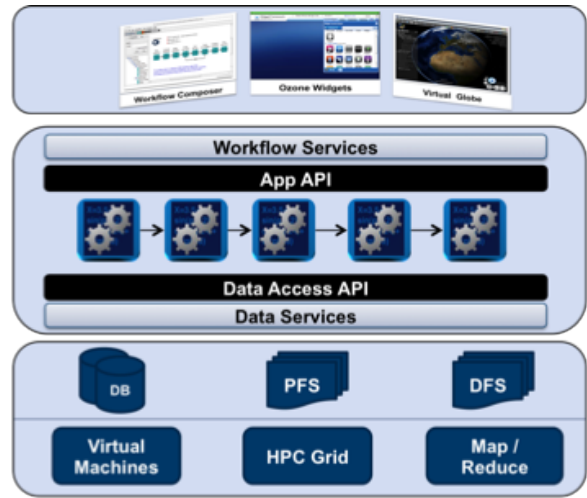 Workflow Composer
Ozone Widgets
Virtual Globe
Workflow Services
App API
Data Access API
Data Services
DB
PFS
DFS
Virtual
Machines
HPC Grid
Map /
Reduce